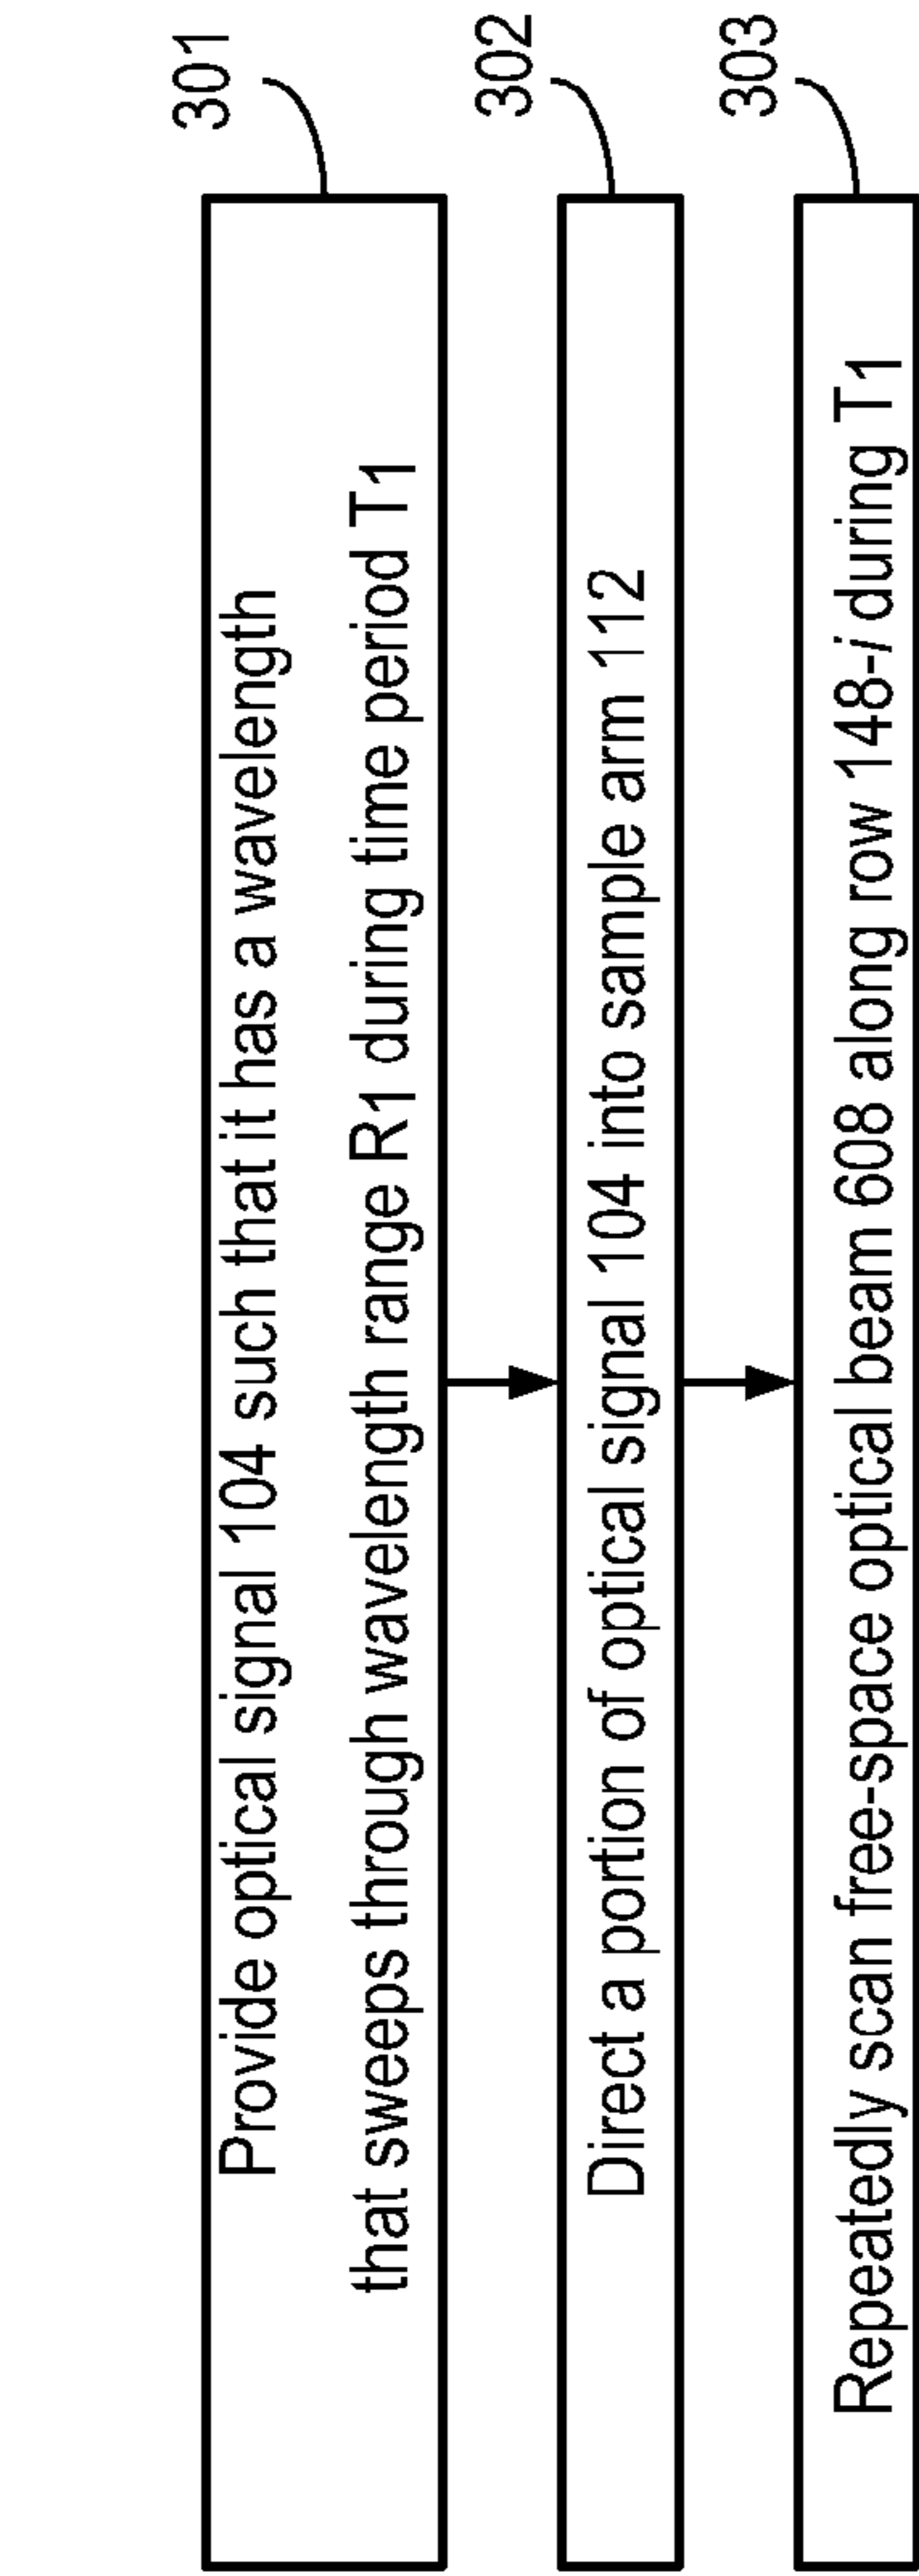 301
Provide optical signal 104 such that it has a wavelength
that sweeps through wavelength range R1 during time period T1
302
Direct a portion of optical signal 104 into sample arm 112
303
Repeatedly scan free-space optical beam 608 along row 148-i during T1